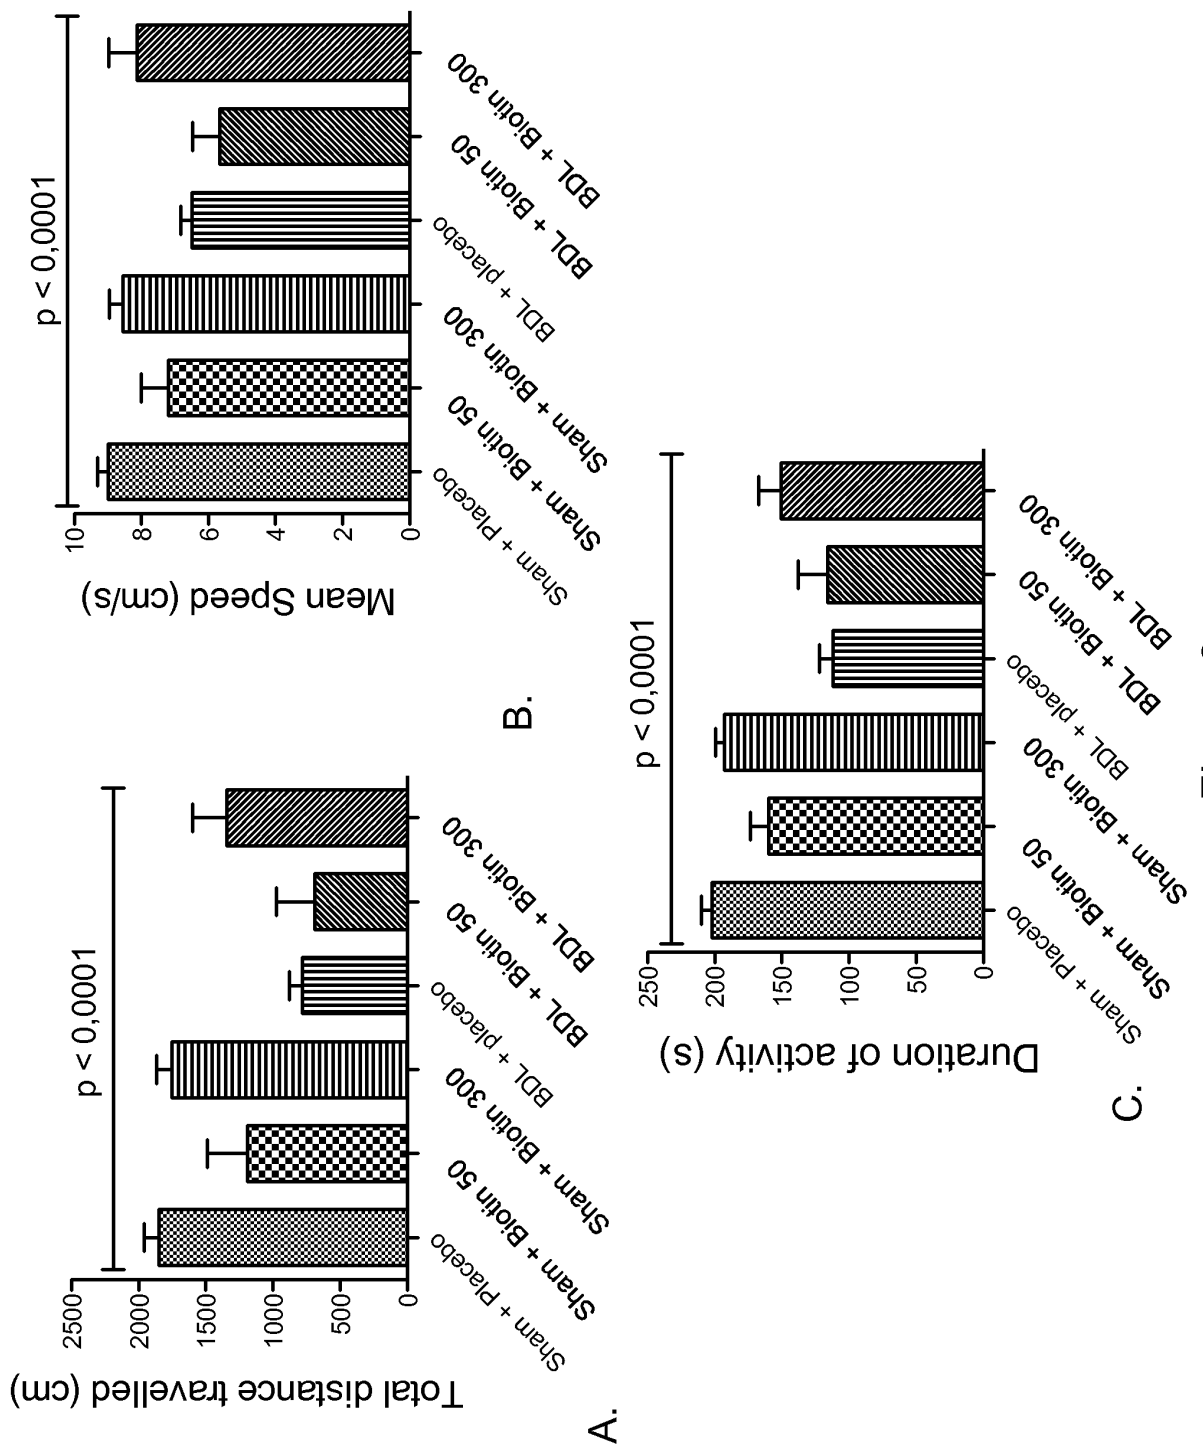 Total distance travelled (cm)
2500
2000
1500
1000
500
0
p < 0,0001
Sham + Placebo
Sham + Biotin 50
Sham + Biotin 300
BDL + placebo
BDL + Biotin 50
BDL + Biotin 300
A.
Mean Speed (cm/s)
10
8
6
4
2
0
p < 0,0001
Sham + Placebo
Sham + Biotin 50
Sham + Biotin 300
BDL + placebo
BDL + Biotin 50
BDL + Biotin 300
B.
Duration of activity (s)
250
200
150
100
50
0
p < 0,0001
Sham + Placebo
Sham + Biotin 50
Sham + Biotin 300
BDL + placebo
BDL + Biotin 50
BDL + Biotin 300
C.